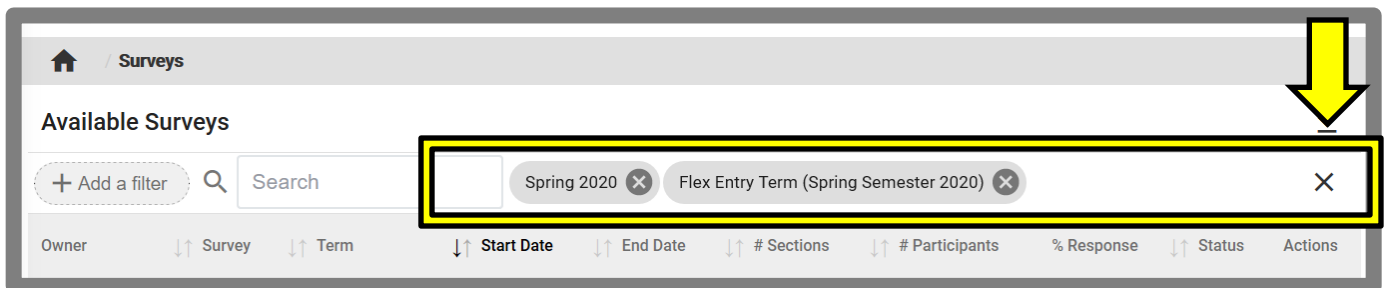 / Surveys
Available Surveys
+ Add a filter Search Spring 2020 Flex Entry Term (Spring Semester 2020)
Owner Survey Term Start Date End Date # Sections # Participants % Response Status Actions